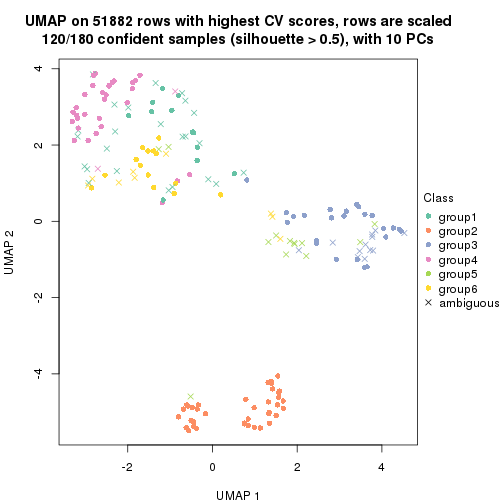 UMAP on 51882 rows with highest CV scores, rows are scaled
120/180 confident samples (silhouette > 0.5), with 10 PCs
4
2
0
-2
-4
UMAP 2
-2
0
2
4
UMAP 1
Class
group1
group2
group3
group4
group5
group6
ambiguous